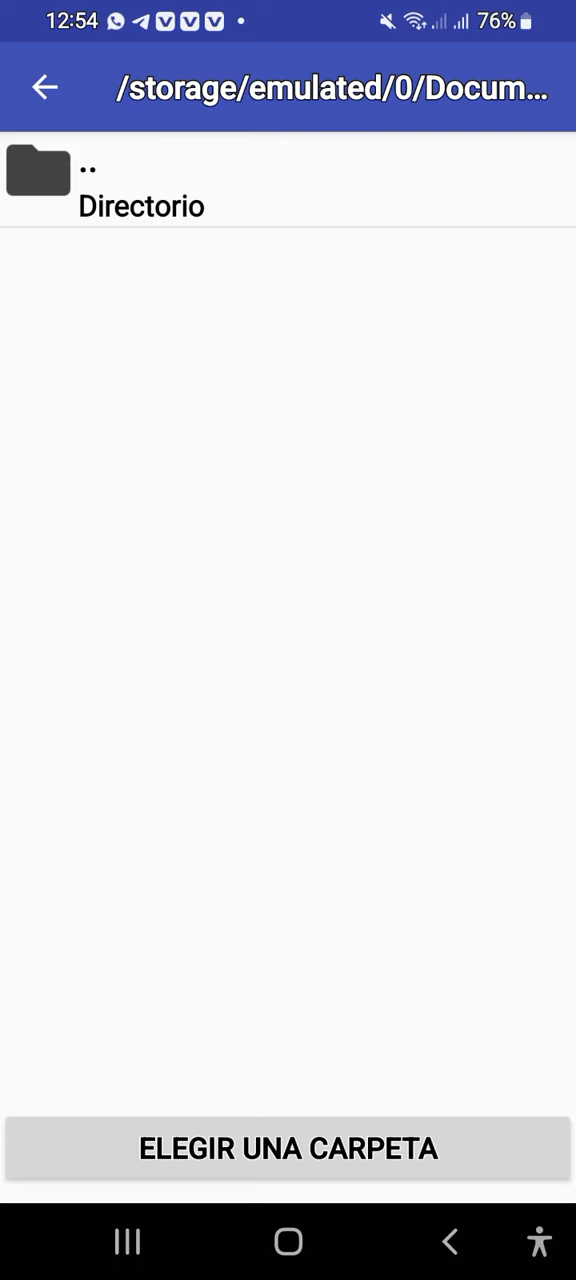 12:54
76%
/storage/emulated/0/Docum...
..
Directorio
ELEGIR UNA CARPETA